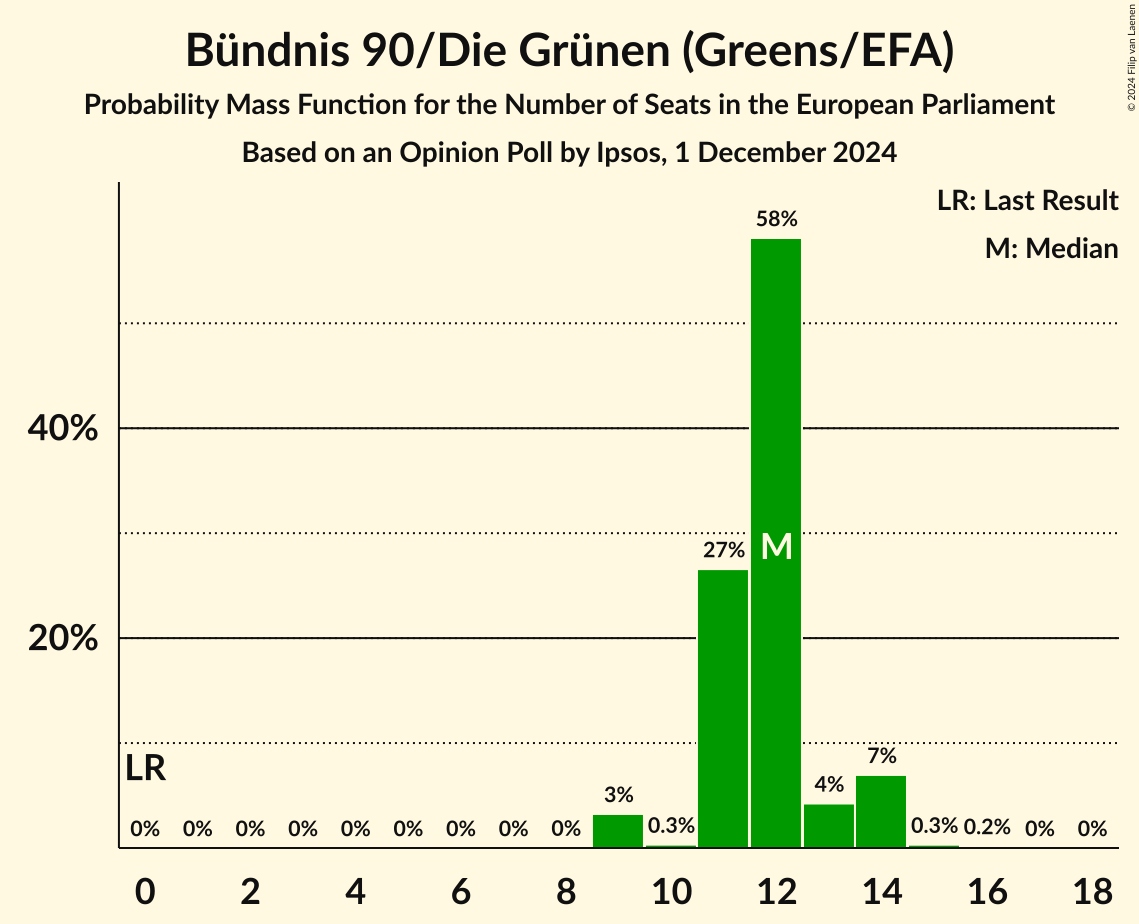 Bündnis 90/Die Grünen (Greens/EFA)
Probability Mass Function for the Number of Seats in the European Parliament
Based on an Opinion Poll by Ipsos, 1 December 2024
© 2024 Filip van Laenen
LR: Last Result
M: Median
58%
40%
27%
M
20%
LR
7%
3%
4%
0% 0% 0% 0% 0% 0% 0% 0% 0% 0.3% 0.3% 0.2% 0% 0%
0 2 4 6 8 10 12 14 16 18